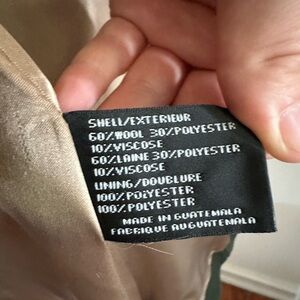 SHELL/EXTERIEUR
60%WOOL 30%POLYESTER
10%VISCOSE
60%LAINE 30%POLYESTER
10%VISCOSE
LINING/DOUBLURE
100%POLYESTER
100%POLYESTER
MADE IN GUATEMALA
FABRIQUE AUGUATEMALA